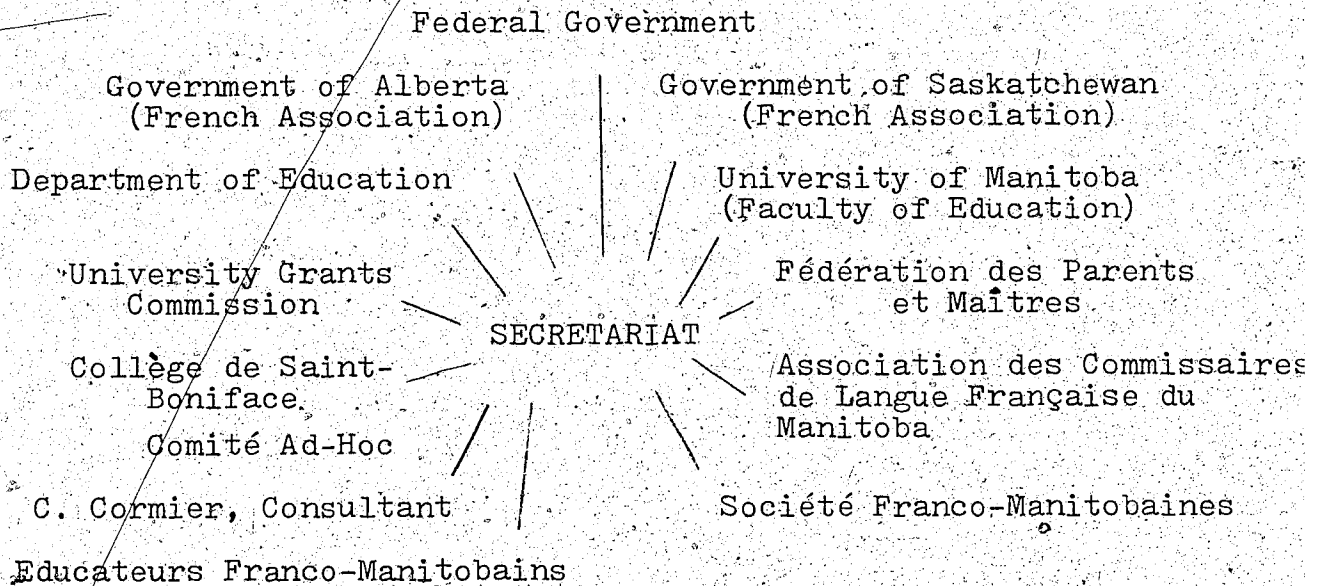 Federal Government
Government of Alberta
(French Association)
Government of Saskatchewan
(French Association)
Department of Education
University of Manitoba
(Faculty of Education)
University Grants
Commission
Fédération des Parents
et Maîtres
SECRETARIAT
Collège de Saint-
Boniface
Association des Commissaires
de Langue Française du
Manitoba
Comité Ad-Hoc
C. Cormier, Consultant
Société Franco-Manitobaines
Educateurs Franco-Manitobains